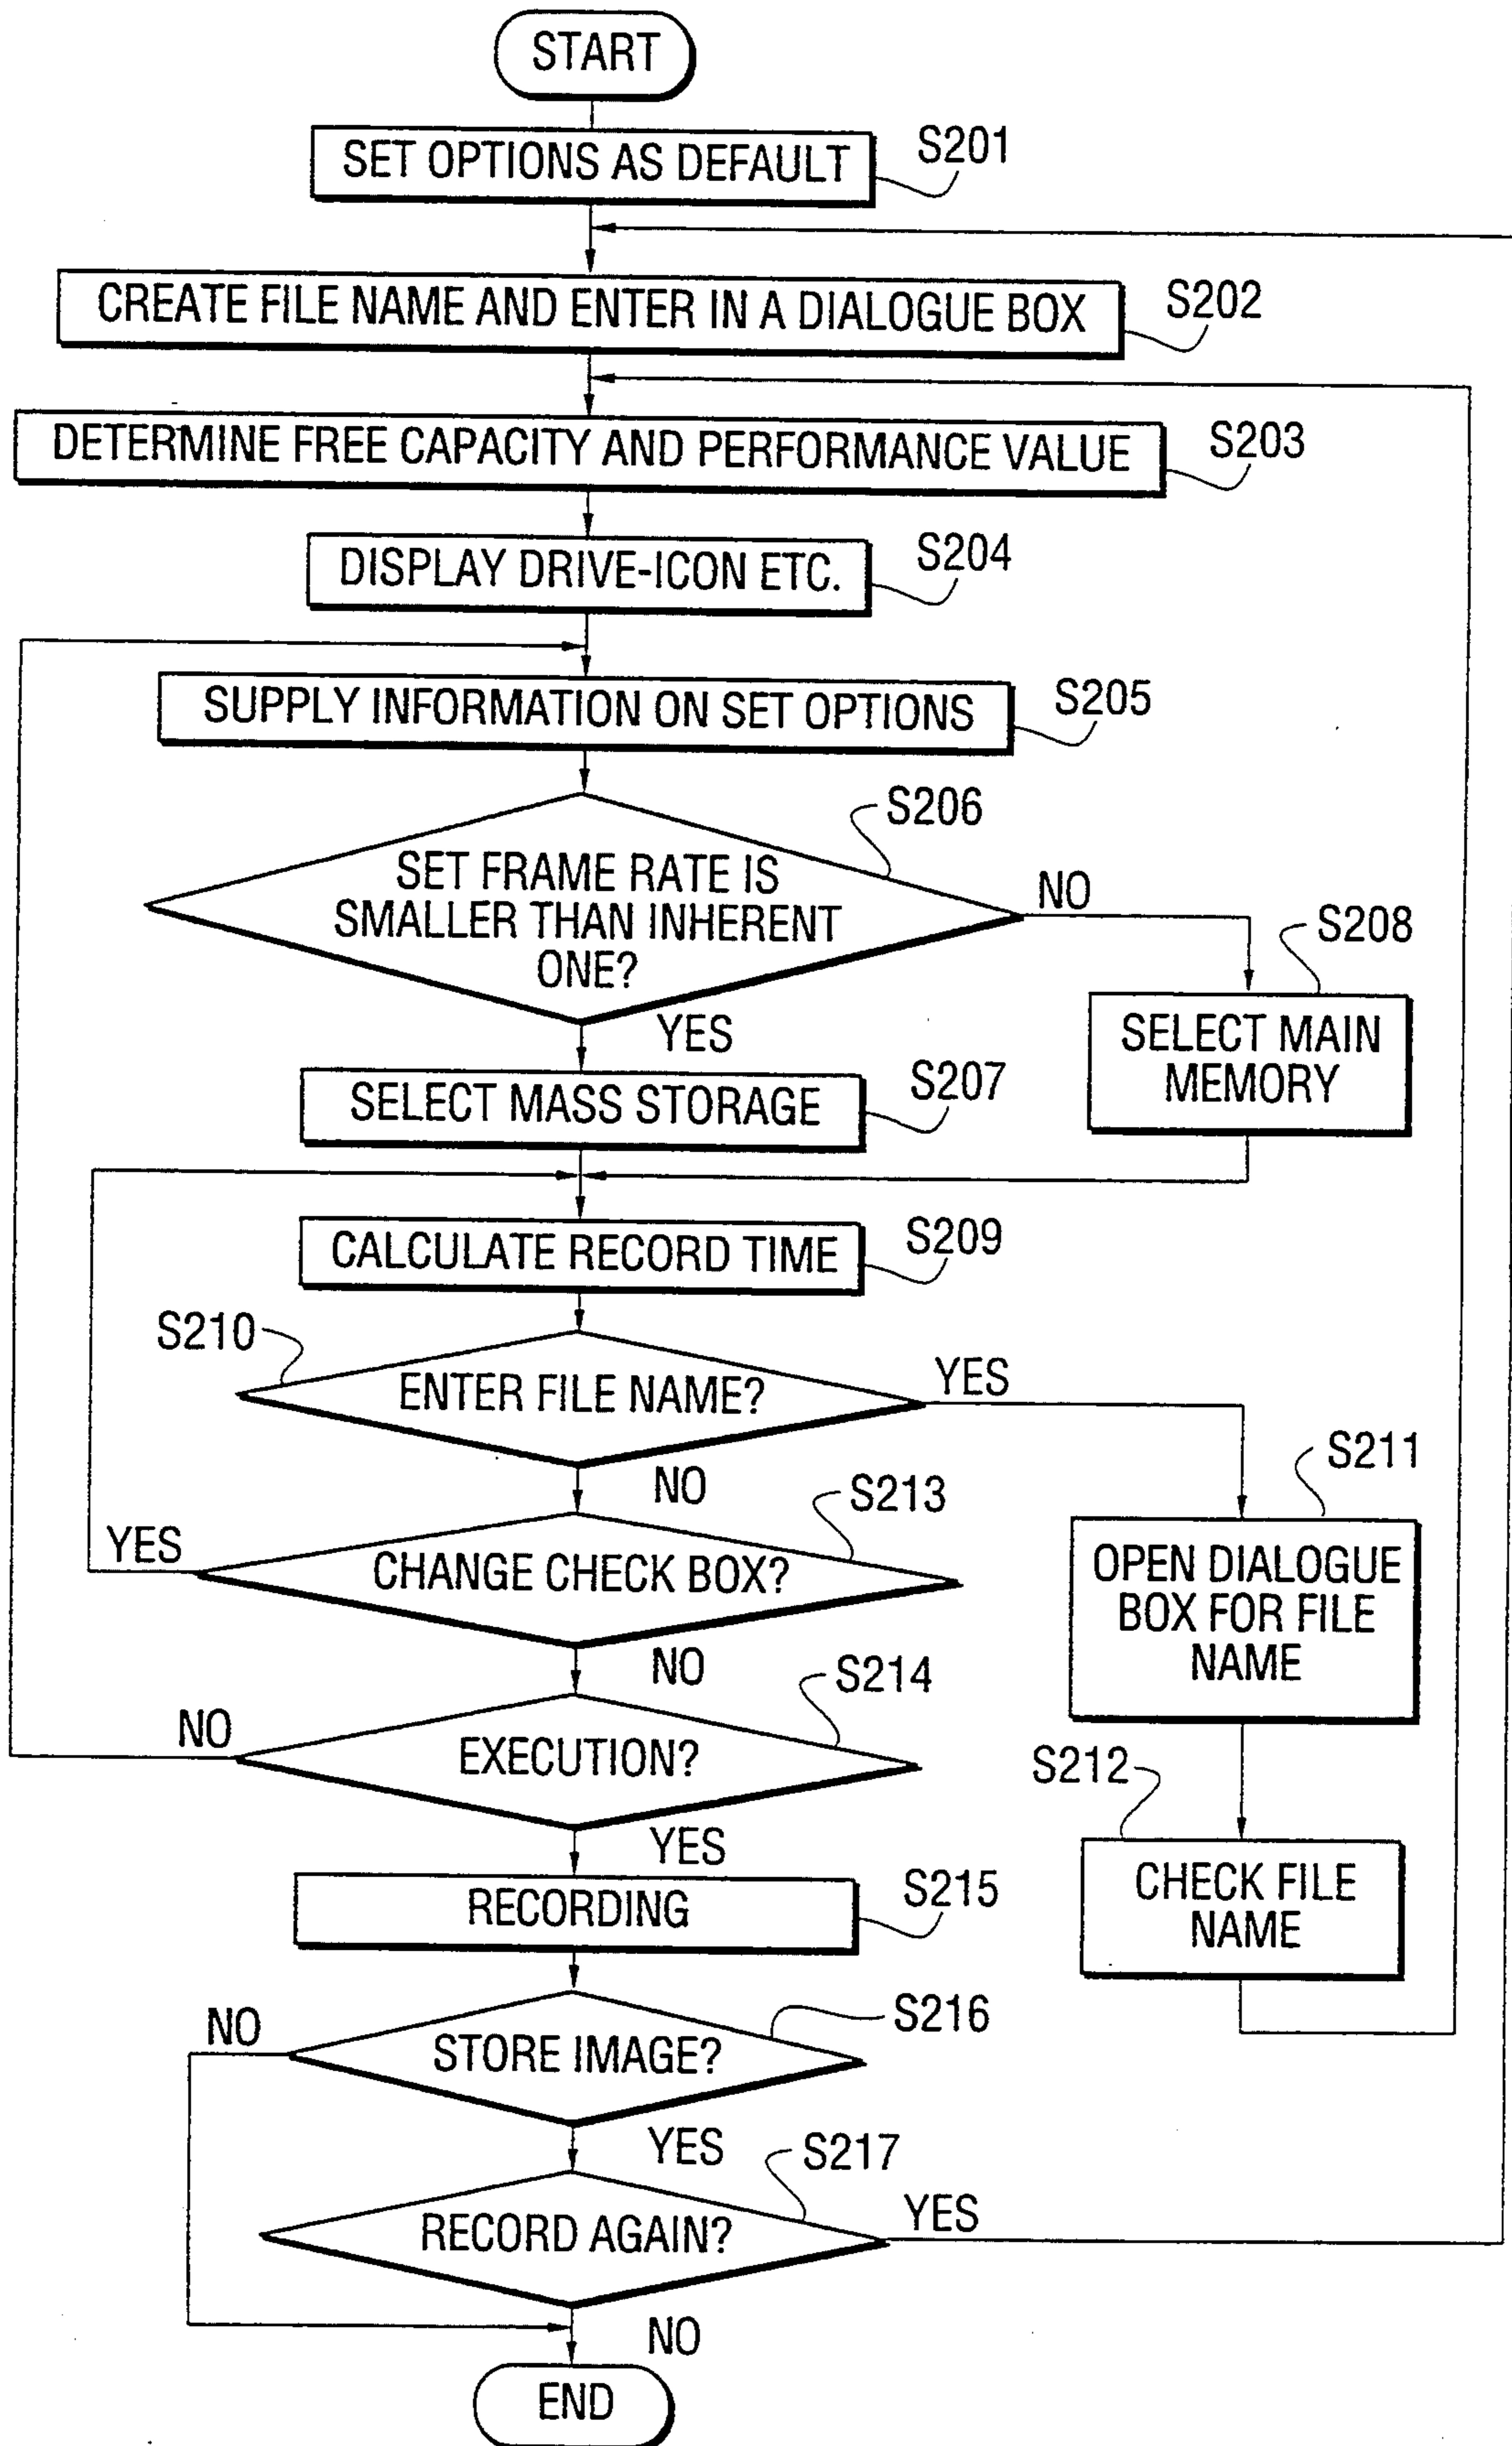 START
SET OPTIONS AS DEFAULT
S201
CREATE FILE NAME AND ENTER IN A DIALOGUE BOX
S202
DETERMINE FREE CAPACITY AND PERFORMANCE VALUE
S203
DISPLAY DRIVE-ICON ETC.
S204
SUPPLY INFORMATION ON SET OPTIONS
S205
S206
SET FRAME RATE IS
SMALLER THAN INHERENT
ONE?
NO
YES
S208
SELECT MAIN
MEMORY
SELECT MASS STORAGE
S207
CALCULATE RECORD TIME
S209
S210
ENTER FILE NAME?
YES
NO
S211
OPEN DIALOGUE
BOX FOR FILE
NAME
S213
YES
CHANGE CHECK BOX?
NO
S212
CHECK FILE
NAME
S214
NO
EXECUTION?
YES
RECORDING
S215
S216
NO
STORE IMAGE?
YES
S217
RECORD AGAIN?
YES
NO
END